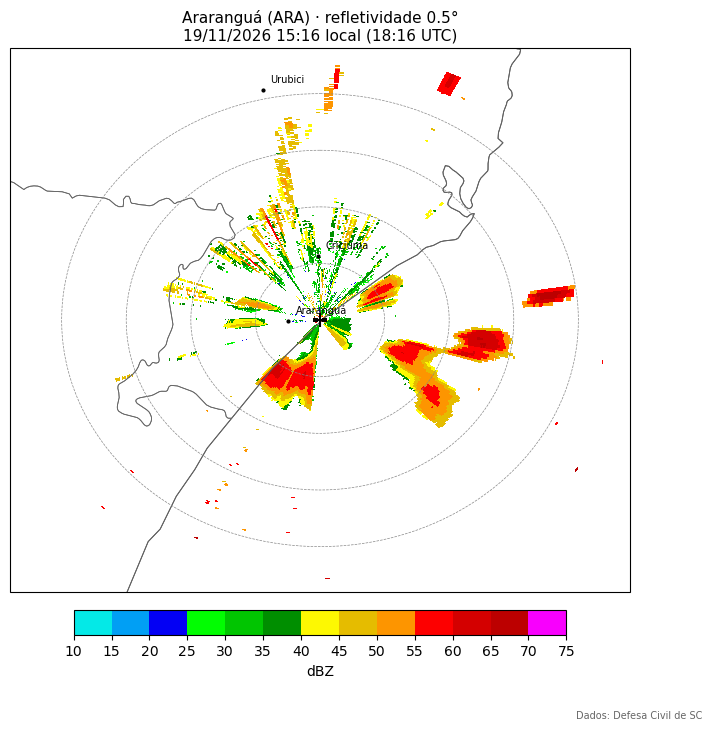 Araranguá (ARA) · refletividade 0.5°
19/11/2026 15:16 local (18:16 UTC)
Urubici
Criciúma
Araranguá
10 15 20 25 30 35 40 45 50 55 60 65 70 75
dBZ
Dados: Defesa Civil de SC